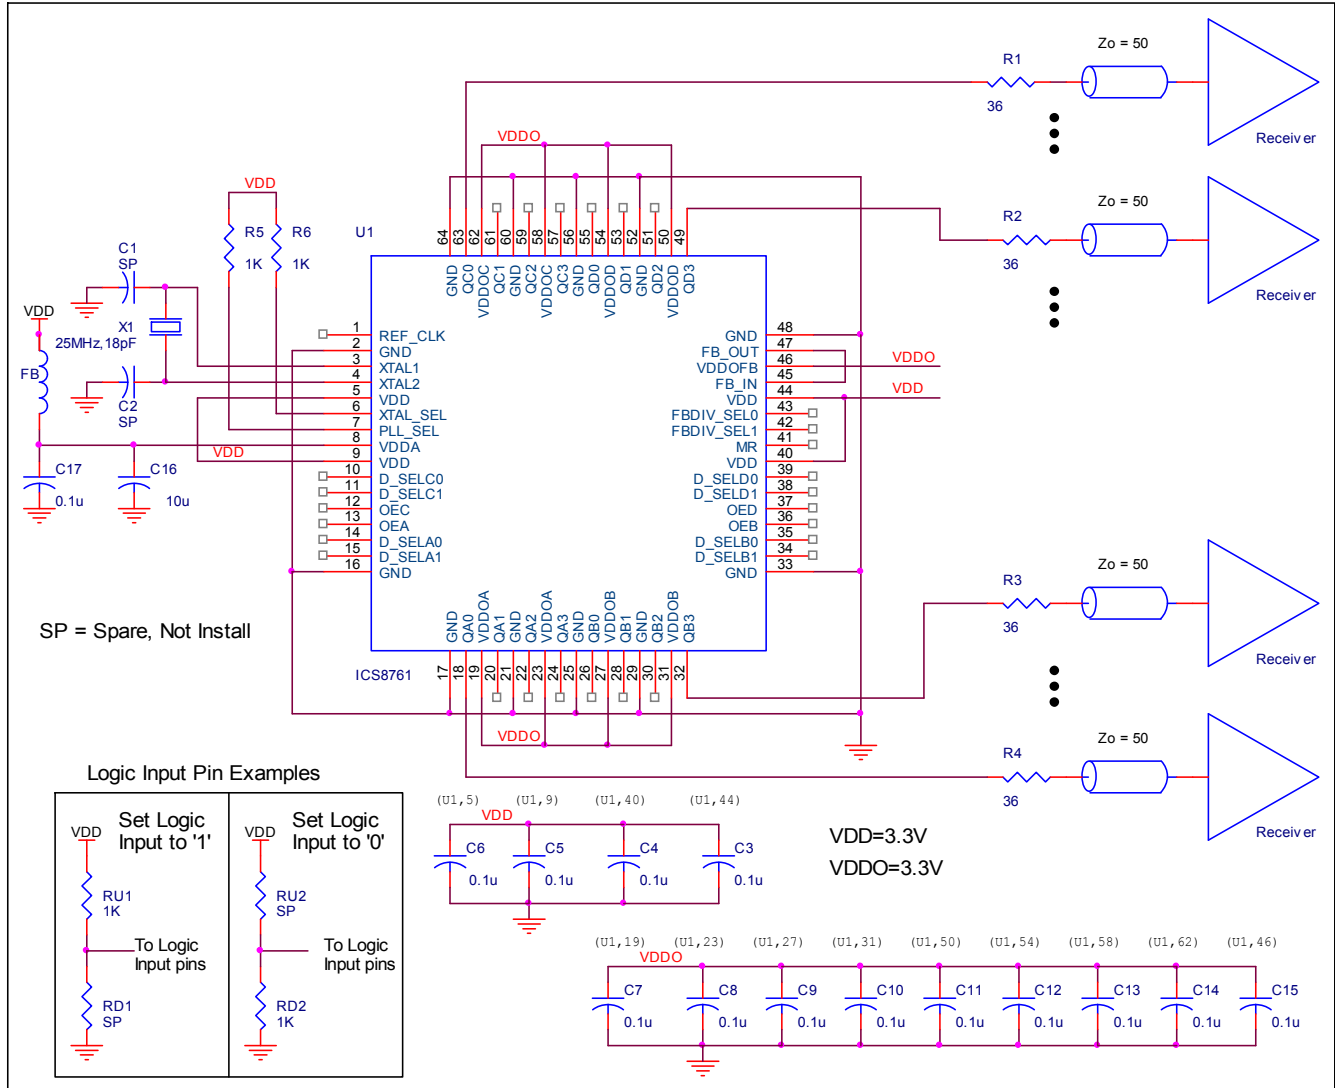 R1
36
Zo = 50
Receiver
R2
36
Zo = 50
Receiver
VDDO
VDD
R5
1K
R6
1K
U1
64 63 62 61 60 59 58 57 56 55 54 53 52 51 50 49
GND QC0 VDDOC QC1 GND QC2 VDDOC QC3 GND QD0 VDDOD QD1 GND QD2 VDDOD QD3
C1
SP
VDD
X1
25MHz,18pF
FB
C2
SP
VDD
C17
0.1u
C16
10u
1 REF_CLK
2 GND
3 XTAL1
4 XTAL2
5 VDD
6 XTAL_SEL
7 PLL_SEL
8 VDDA
9 VDD
10 D_SELC0
11 D_SELC1
12 OEC
13 OEA
14 D_SELA0
15 D_SELA1
16 GND
GND 48
FB_OUT 47
VDDOFB 46
FB_IN 45
VDD 44
FBDIV_SEL0 43
FBDIV_SEL1 42
MR 41
VDD 40
D_SELD0 39
D_SELD1 38
OED 37
OEB 36
D_SELB0 35
D_SELB1 34
GND 33
VDDO
VDD
GND QA0 VDDOA QA1 GND QA2 VDDOA QA3 GND QB0 VDDOB QB1 GND QB2 VDDOB QB3
17 18 19 20 21 22 23 24 25 26 27 28 29 30 31 32
ICS8761
VDDO
SP = Spare, Not Install
R3
36
Zo = 50
Receiver
R4
36
Zo = 50
Receiver
Logic Input Pin Examples
VDD
Set Logic
Input to '1'
RU1
1K
To Logic
Input pins
RD1
SP
VDD
Set Logic
Input to '0'
RU2
SP
To Logic
Input pins
RD2
1K
(U1,5) (U1,9) (U1,40) (U1,44)
VDD
C6 C5 C4 C3
0.1u 0.1u 0.1u 0.1u
VDD=3.3V
VDDO=3.3V
(U1,19) (U1,23) (U1,27) (U1,31) (U1,50) (U1,54) (U1,58) (U1,62) (U1,46)
VDDO
C7 C8 C9 C10 C11 C12 C13 C14 C15
0.1u 0.1u 0.1u 0.1u 0.1u 0.1u 0.1u 0.1u 0.1u